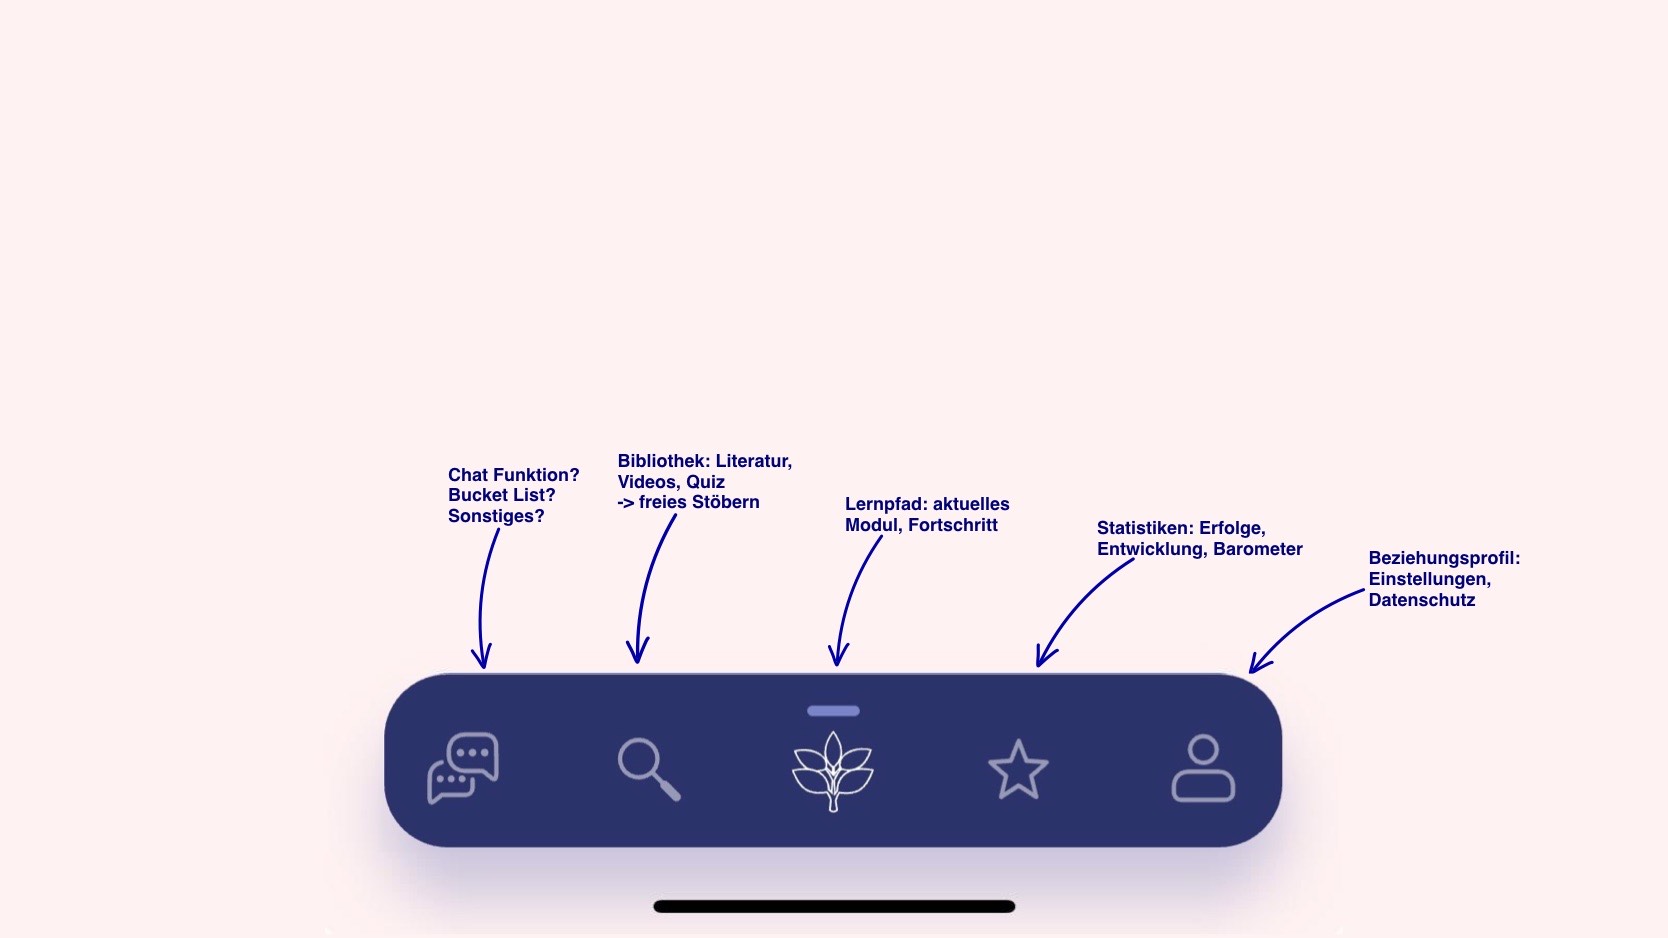 Chat Funktion?
Bucket List?
Sonstiges?
Bibliothek: Literatur,
Videos, Quiz
-> freies Stöbern
Lernpfad: aktuelles
Modul, Fortschritt
Statistiken: Erfolge,
Entwicklung, Barometer
Beziehungsprofil:
Einstellungen,
Datenschutz